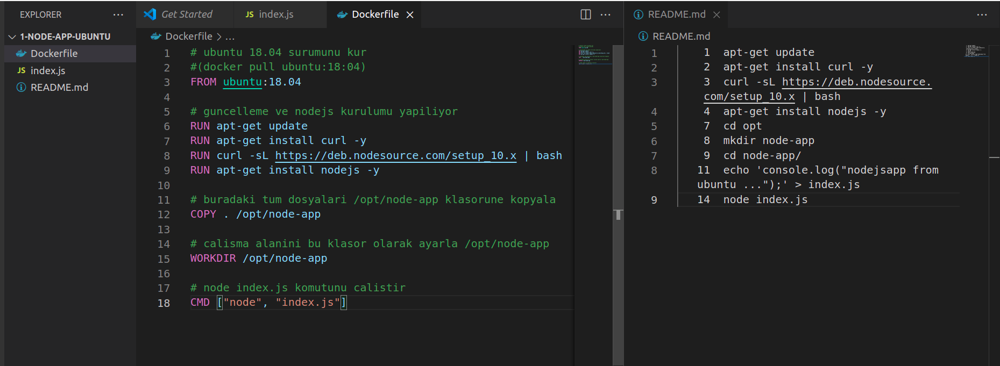 EXPLORER ...
1-NODE-APP-UBUNTU
Dockerfile
JS index.js
README.md
Get Started
JS index.js
Dockerfile
Dockerfile > ...
1 # ubuntu 18.04 surumunu kur
2 #(docker pull ubuntu:18:04)
3 FROM ubuntu:18.04
4
5 # guncelleme ve nodejs kurulumu yapiliyor
6 RUN apt-get update
7 RUN apt-get install curl -y
8 RUN curl -sL https://deb.nodesource.com/setup_10.x | bash
9 RUN apt-get install nodejs -y
10
11 # buradaki tum dosyalari /opt/node-app klasorune kopyala
12 COPY . /opt/node-app
13
14 # calisma alanini bu klasor olarak ayarla /opt/node-app
15 WORKDIR /opt/node-app
16
17 # node index.js komutunu calistir
18 CMD ["node", "index.js"]
README.md
README.md
1 1 apt-get update
2 2 apt-get install curl -y
3 3 curl -sL https://deb.nodesource.
com/setup_10.x | bash
4 4 apt-get install nodejs -y
5 7 cd opt
6 8 mkdir node-app
7 9 cd node-app/
8 11 echo 'console.log("nodejsapp from
ubuntu ...");' > index.js
9 14 node index.js